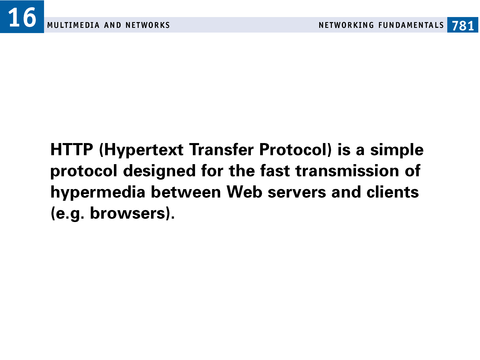 16
MULTIMEDIA AND NETWORKS
NETWORKING FUNDAMENTALS 781
HTTP (Hypertext Transfer Protocol) is a simple
protocol designed for the fast transmission of
hypermedia between Web servers and clients
(e.g. browsers).